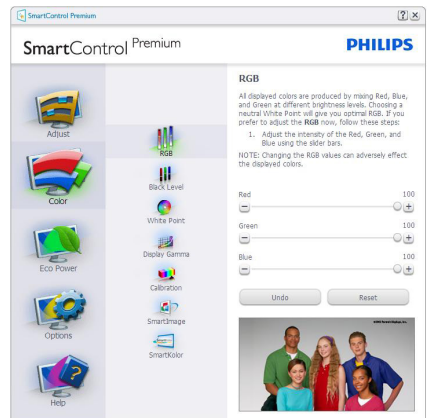 SmartControl Premium
SmartControl Premium
PHILIPS
Adjust
Color
Eco Power
Options
Help
RGB
Black Level
White Point
Display Gamma
Calibration
SmartImage
SmartKolor
RGB
All displayed colors are produced by mixing Red, Blue,
and Green at different brightness levels. Choosing a
neutral White Point will give you optimal RGB. If you
prefer to adjust the RGB now, follow these steps:
1. Adjust the intensity of the Red, Green, and
Blue using the slider bars.
NOTE: Changing the RGB values can adversely effect
the displayed colors.
Red 100
Green 100
Blue 100
Undo Reset